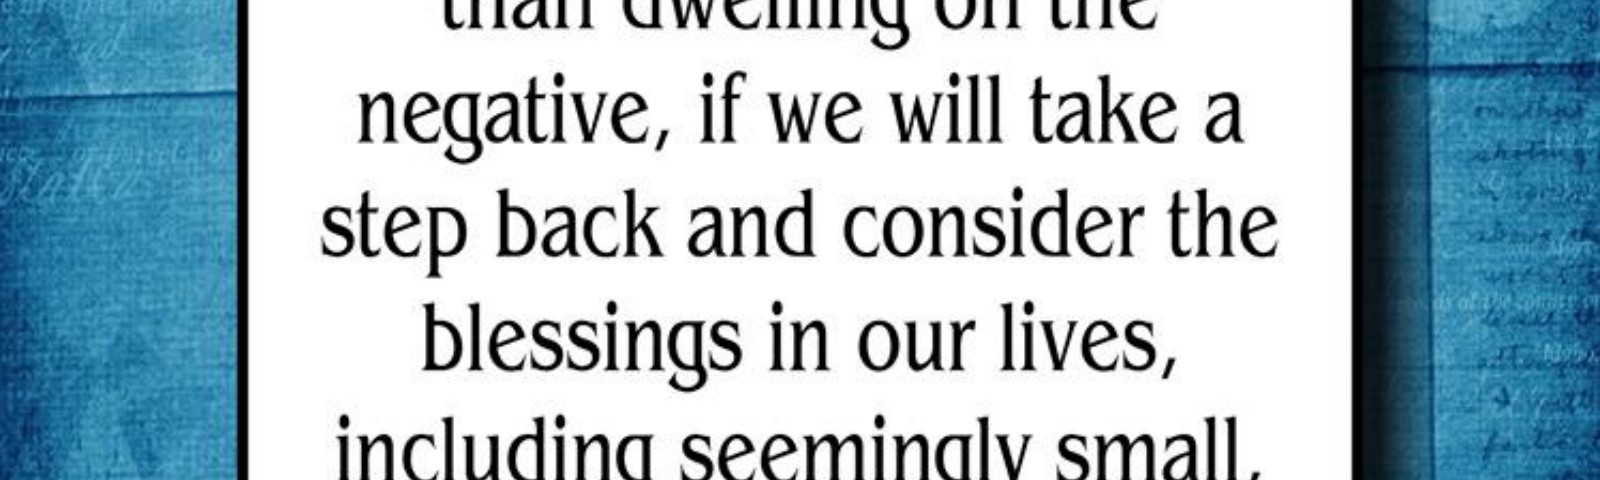 than dwelling on the
negative, if we will take a
step back and consider the
blessings in our lives,
including seemingly small,